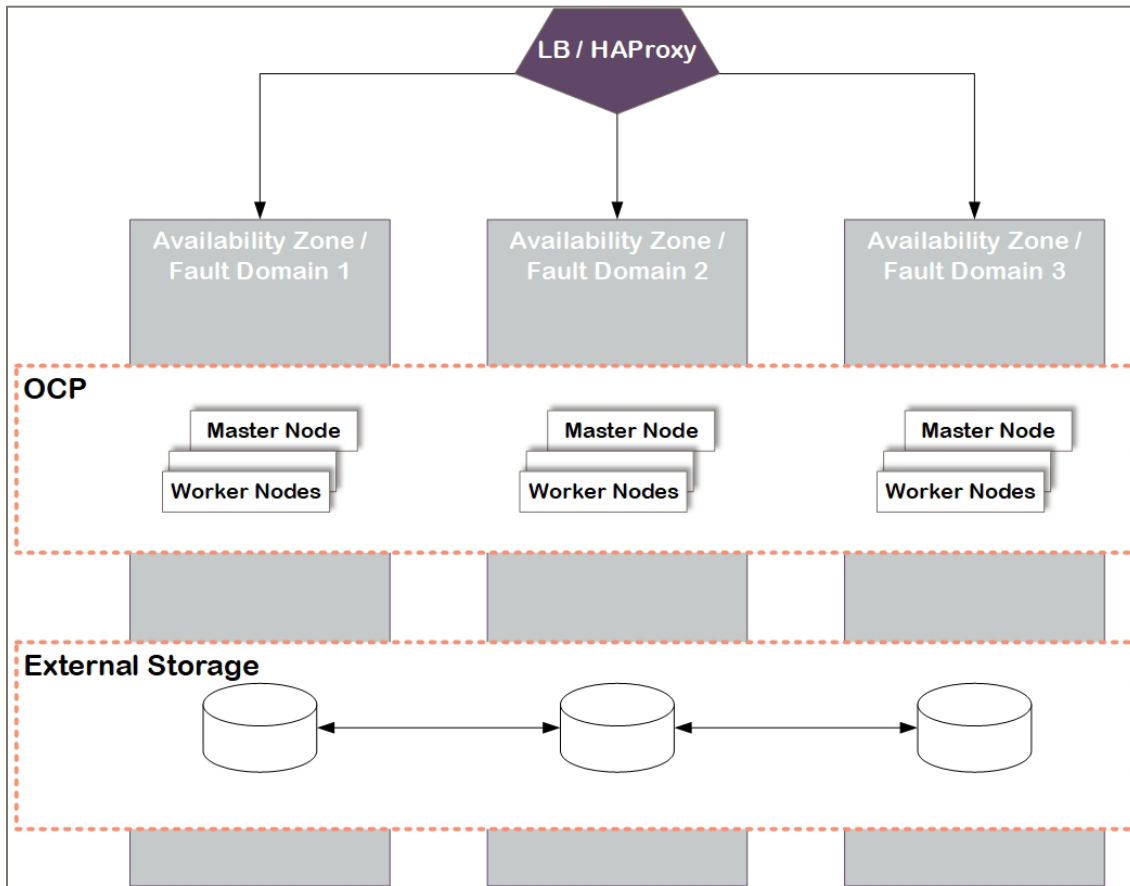 LB / HAProxy
Availability Zone /
Fault Domain 1
Availability Zone /
Fault Domain 2
Availability Zone /
Fault Domain 3
OCP
Master Node
Worker Nodes
Master Node
Worker Nodes
Master Node
Worker Nodes
External Storage